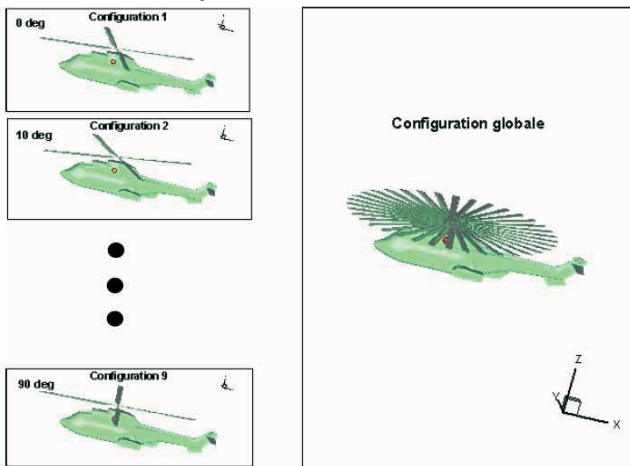 0 deg
Configuration 1
10 deg
Configuration 2
90 deg
Configuration 9
Configuration globale
Z
Y
X